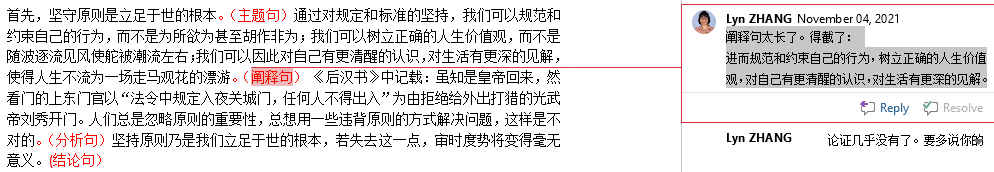 首先，坚守原则是立足于世的根本。（主题句）通过对规定和标准的坚持，我们可以规范和
约束自己的行为，而不是为所欲为甚至胡作非为；我们可以树立正确的人生价值观，而不是
随波逐流见风使舵被潮流左右；我们可以因此对自己有更清醒的认识，对生活有更深的见解，
使得人生不流为一场走马观花的漂游。（阐释句）《后汉书》中记载：虽知是皇帝回来，然
看门的上东门官以“法令中规定入夜关城门，任何人不得出入”为由拒绝给外出打猎的光武
帝刘秀开门。人们总是忽略原则的重要性，总想用一些违背原则的方式解决问题，这样是不
对的。（分析句）坚持原则乃是我们立足于世的根本，若失去这一点，审时度势将变得毫无
意义。(结论句）
Lyn ZHANG November 04, 2021
阐释句太长了。得截了：
进而规范和约束自己的行为，树立正确的人生价值
观，对自己有更清醒的认识，对生活有更深的见解。
Reply Resolve
Lyn ZHANG 论证几乎没有了。要多说你的